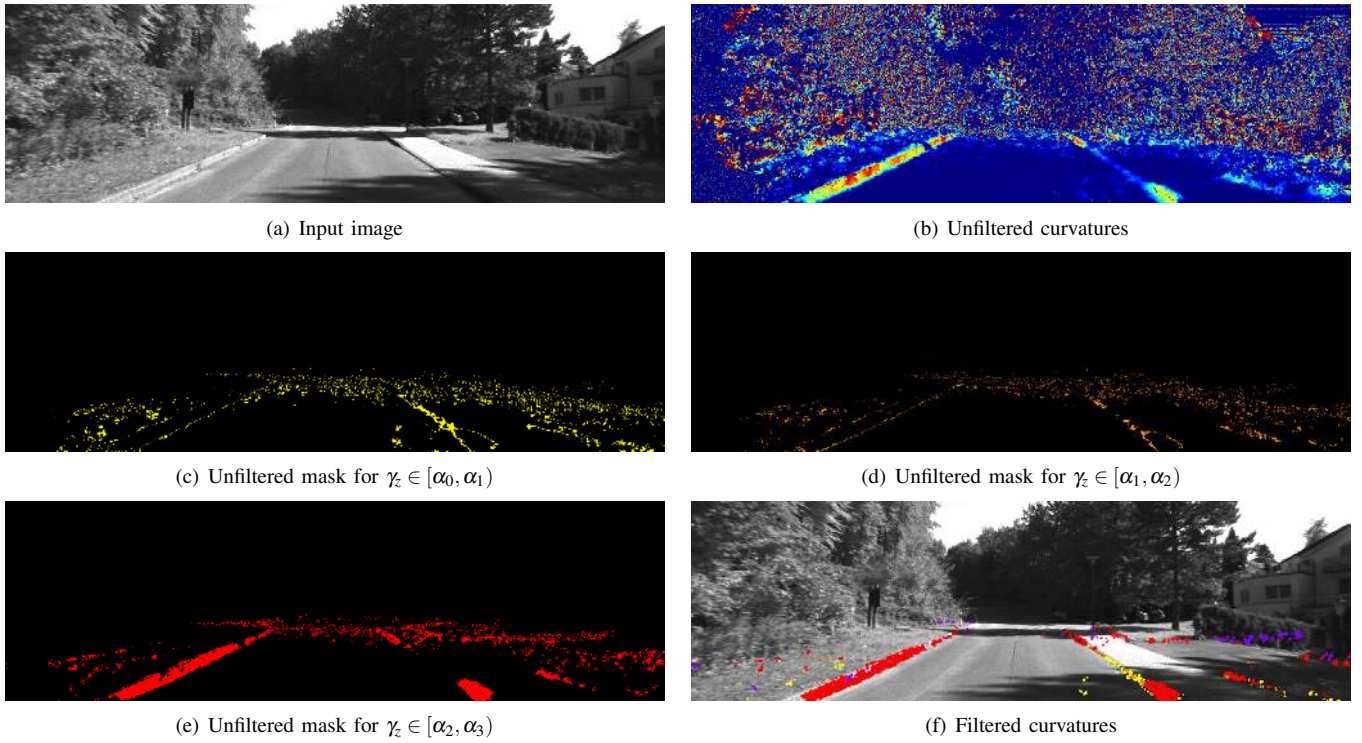 (a) Input image
(b) Unfiltered curvatures
(c) Unfiltered mask for γz ∈ [α0, α1)
(d) Unfiltered mask for γz ∈ [α1, α2)
(e) Unfiltered mask for γz ∈ [α2, α3)
(f) Filtered curvatures